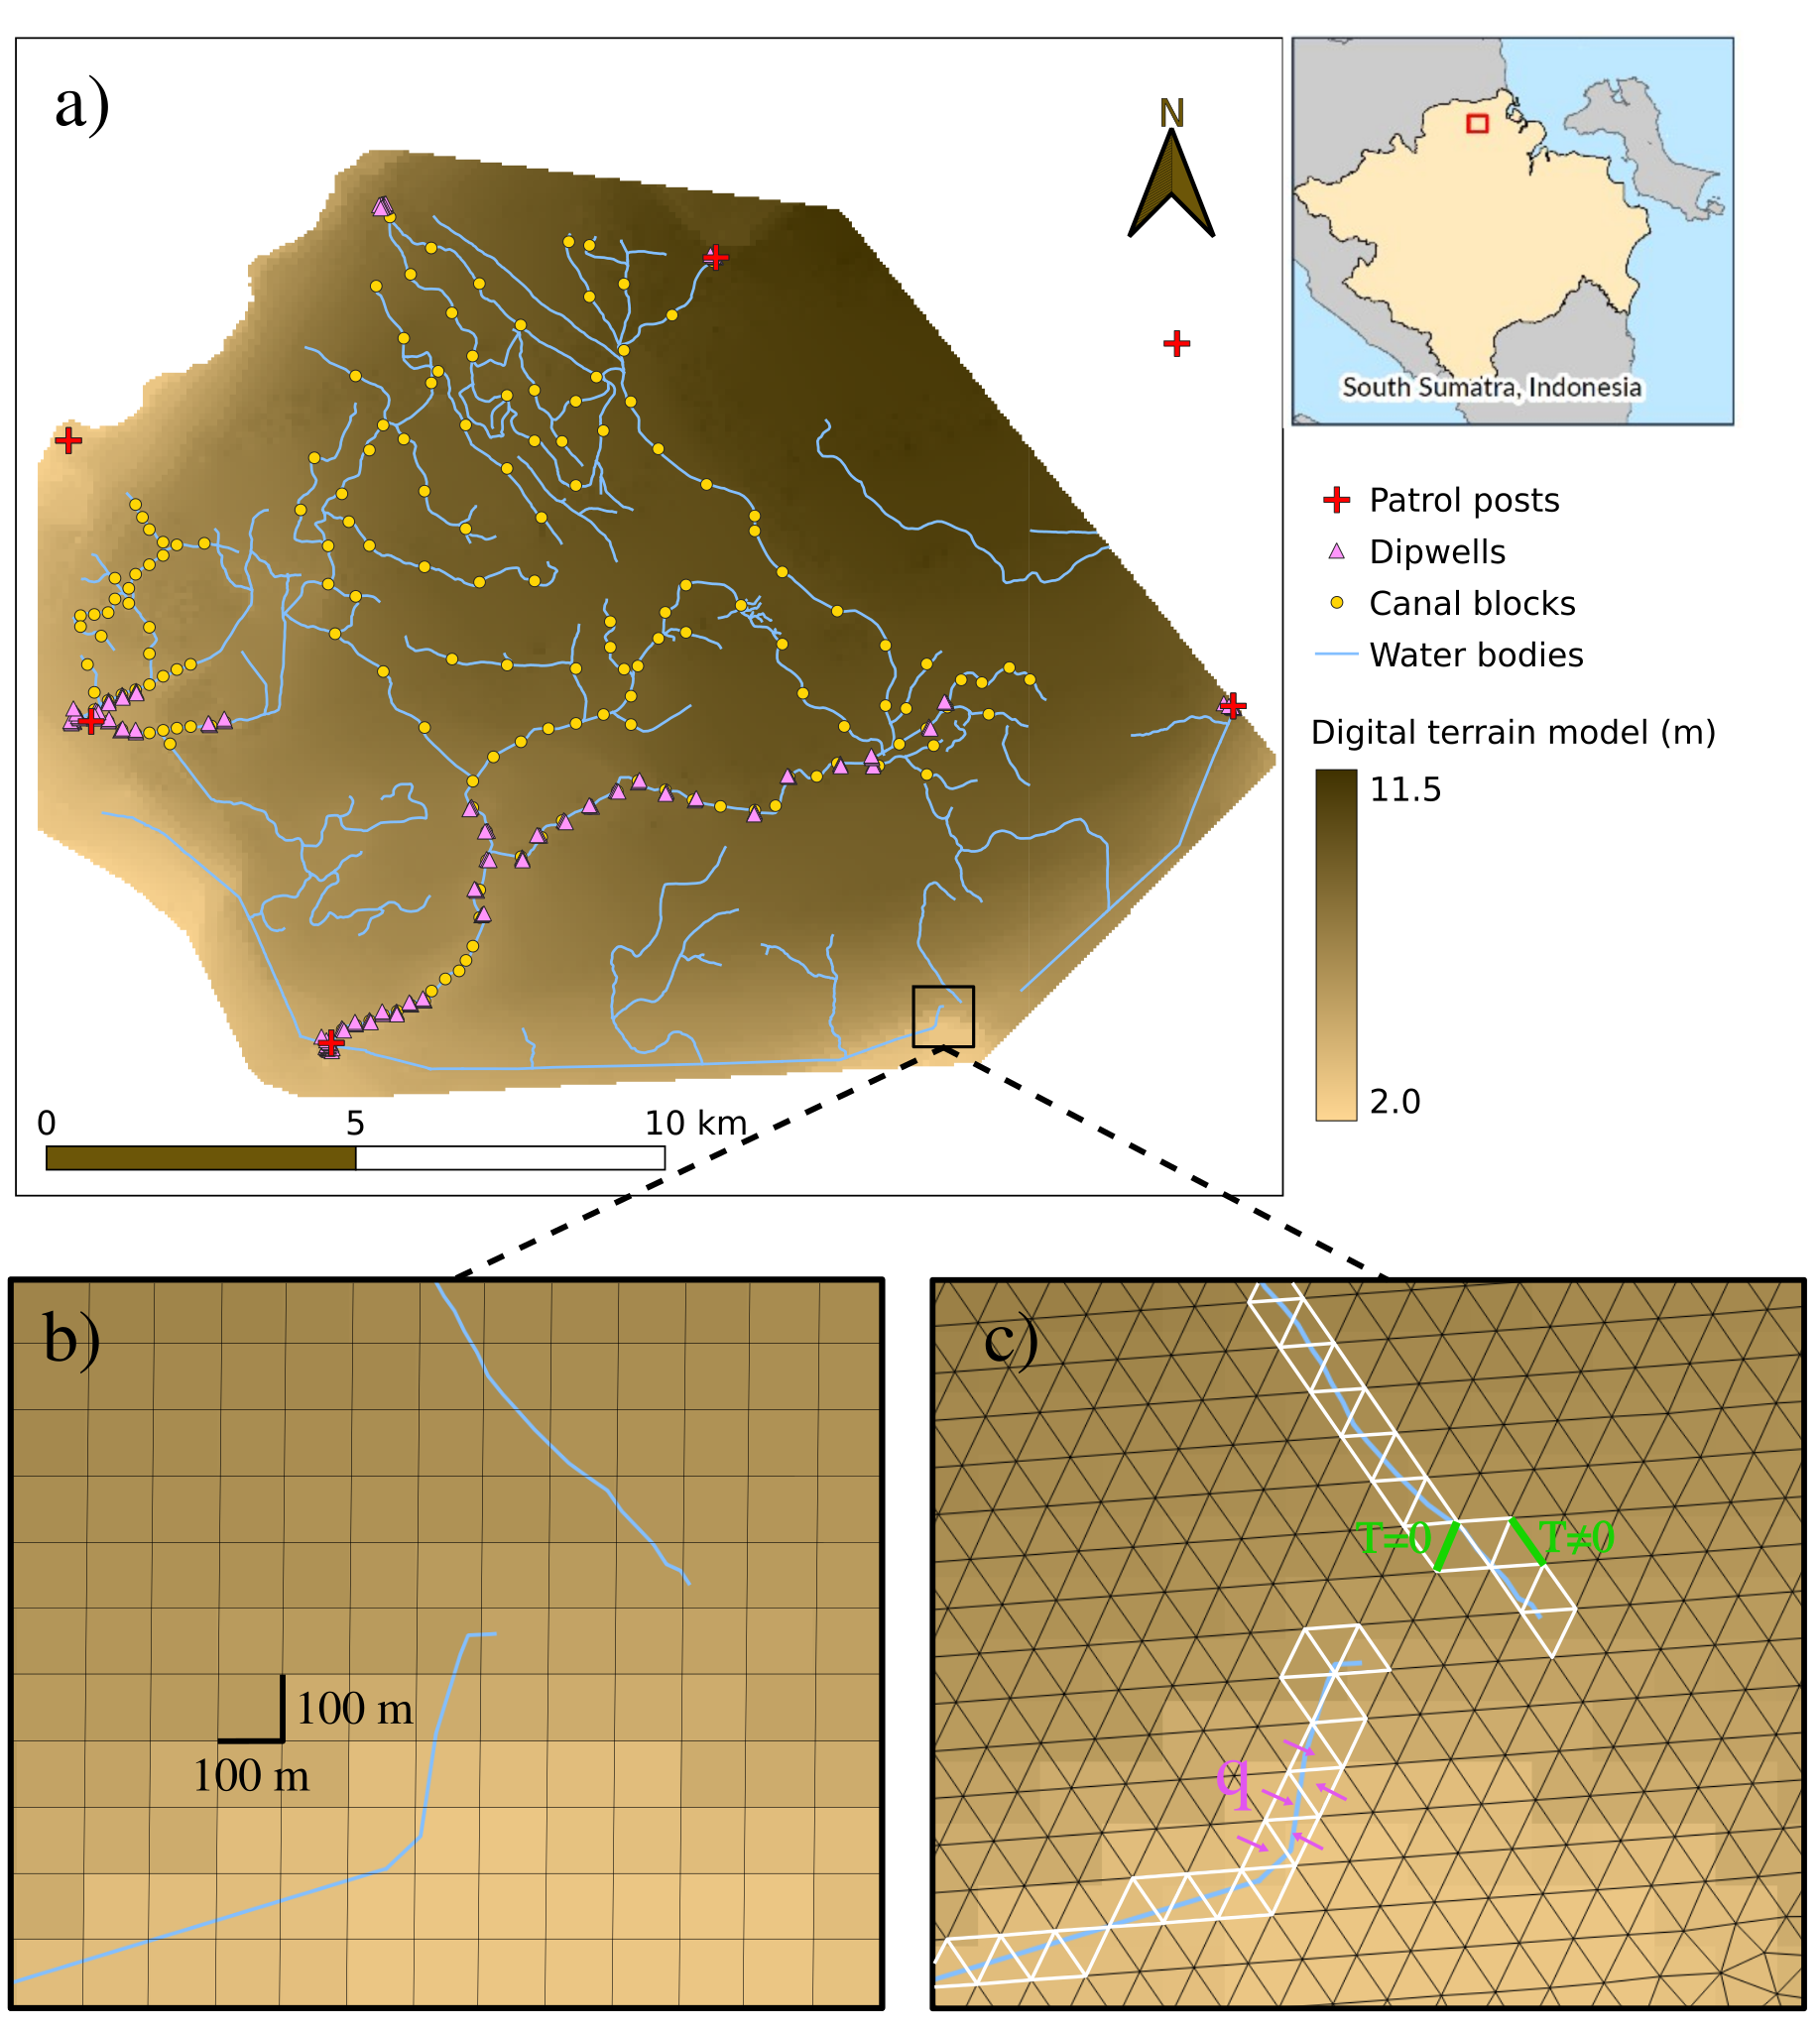 a)
N
South Sumatra, Indonesia
Patrol posts
Dipwells
Canal blocks
Water bodies
Digital terrain model (m)
11.5
2.0
0 5 10 km
b)
100 m
100 m
c)
T=0
T≠0
q